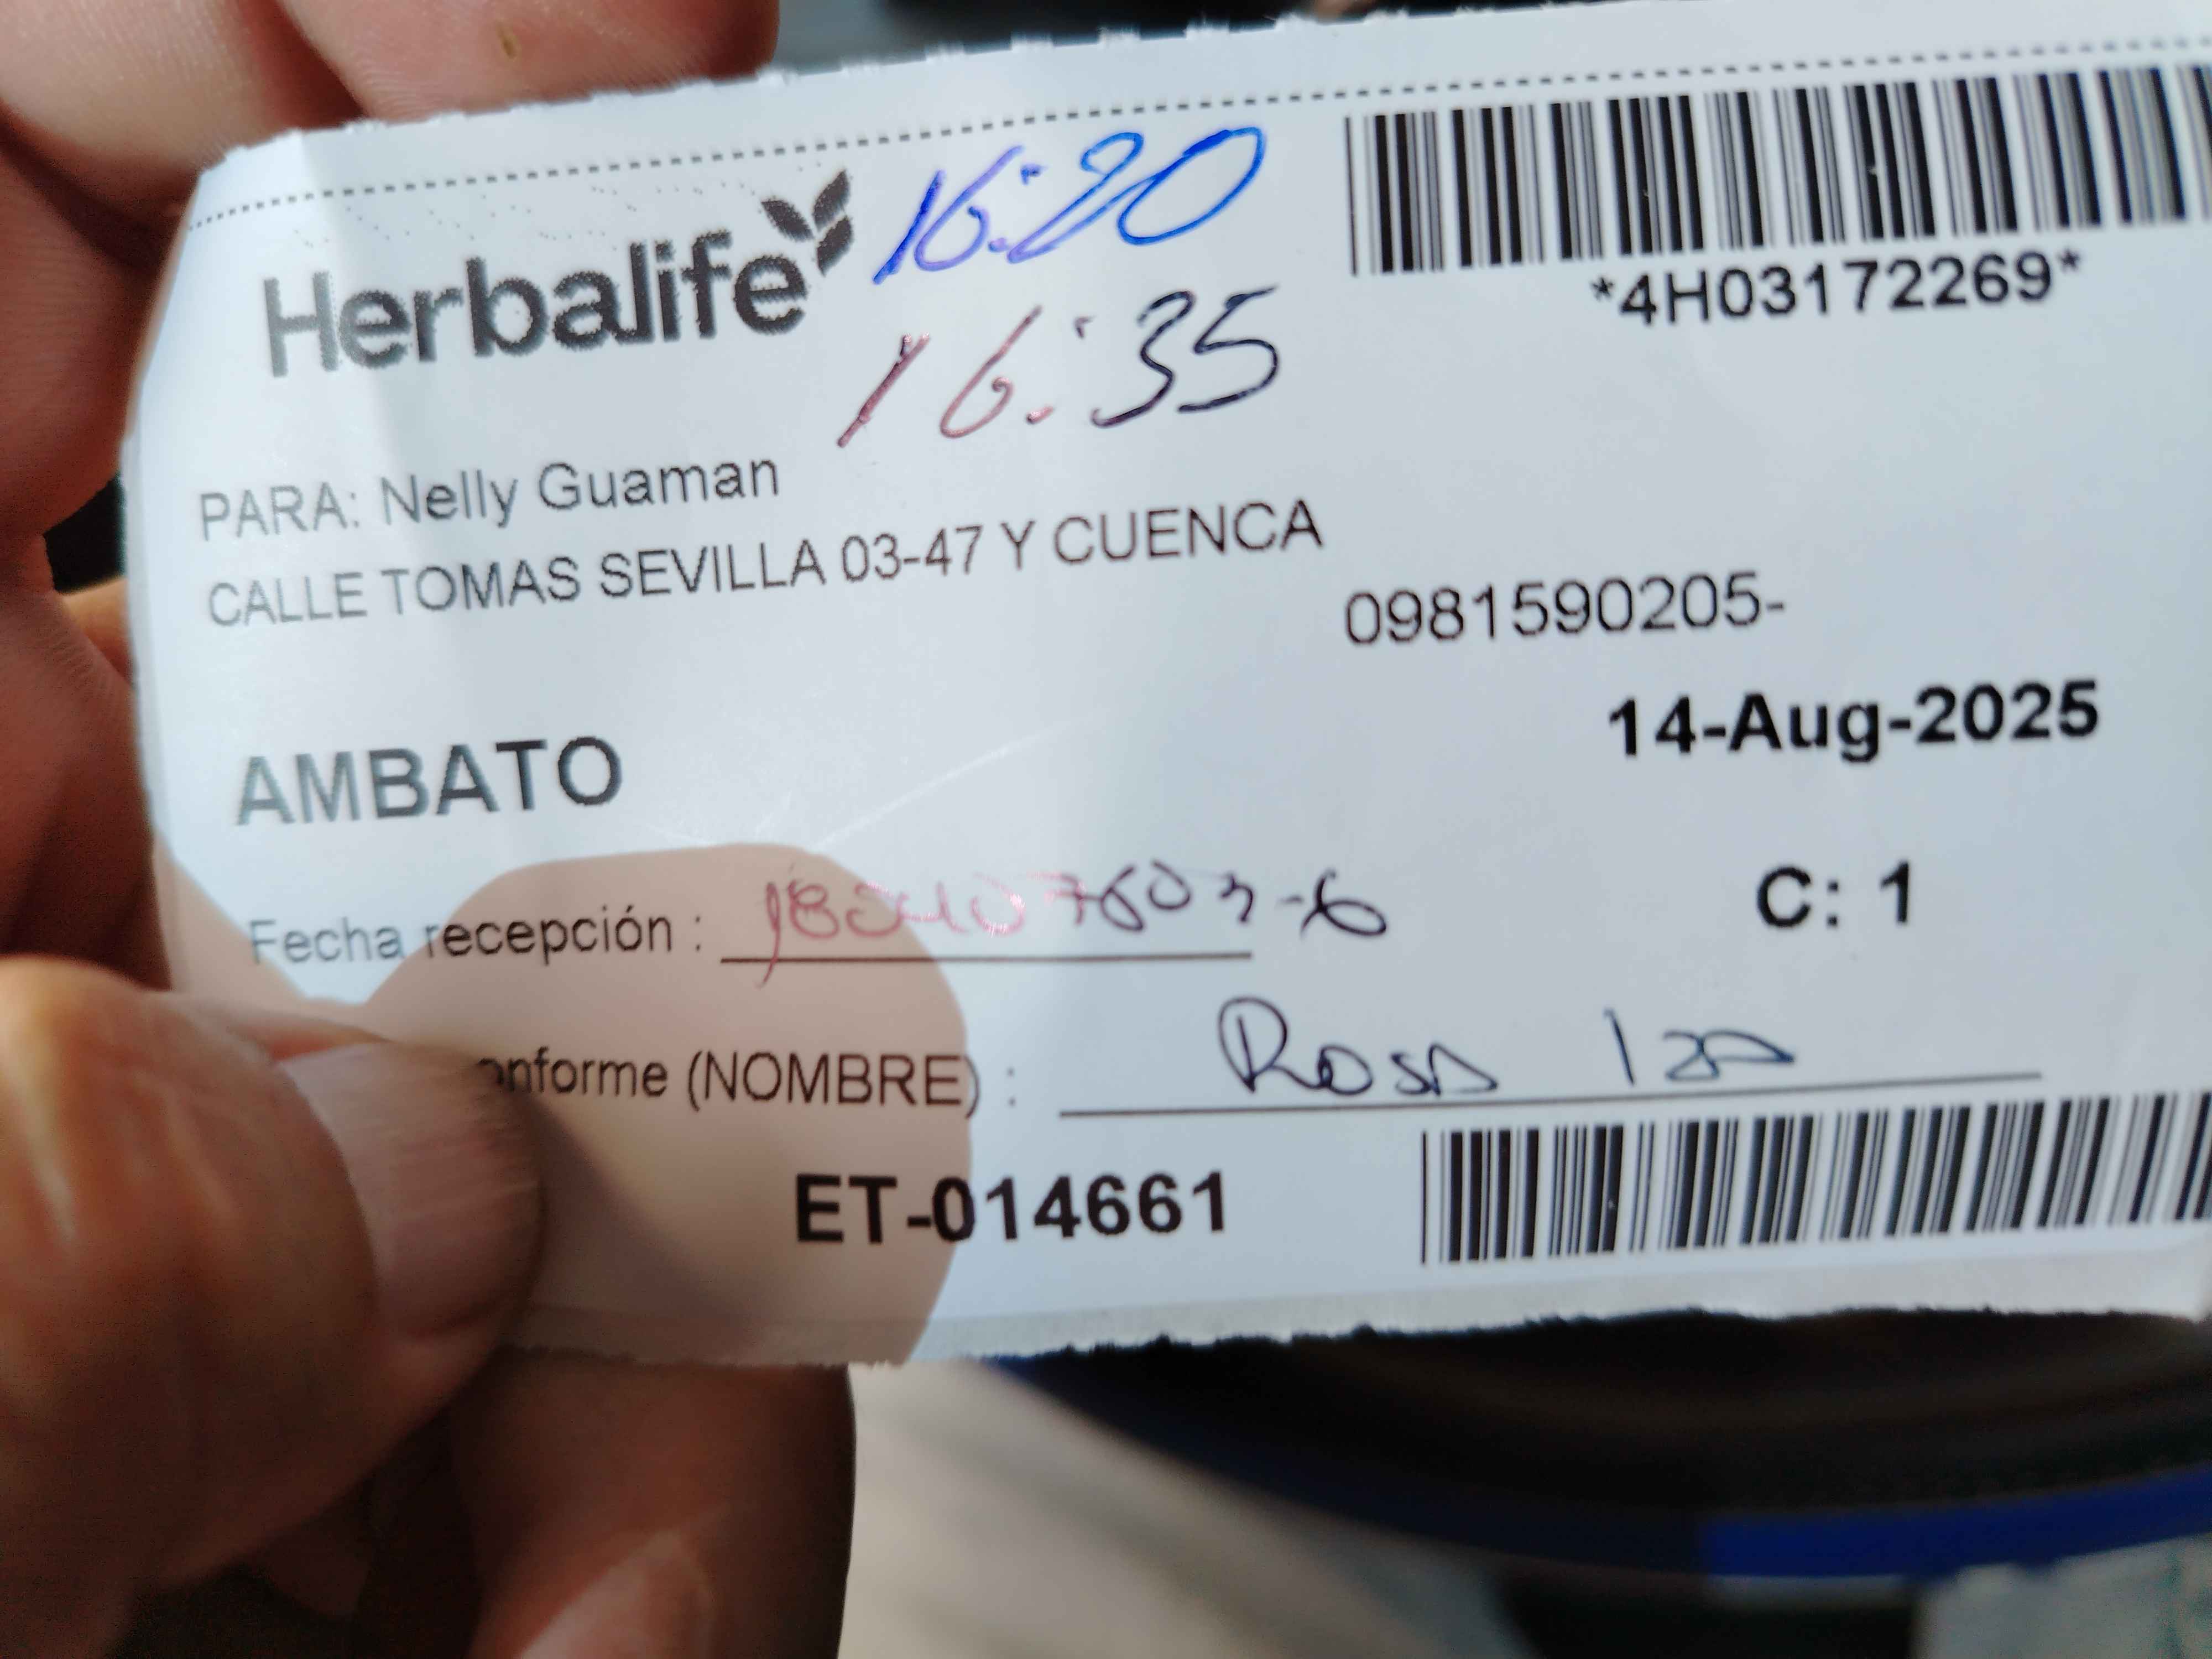 Herbalife
16:20
16:35
*4H03172269*
PARA: Nelly Guaman
CALLE TOMAS SEVILLA 03-47 Y CUENCA
0981590205-
14-Aug-2025
AMBATO
C: 1
Fecha recepción :
onforme (NOMBRE) : Rosa
ET-014661